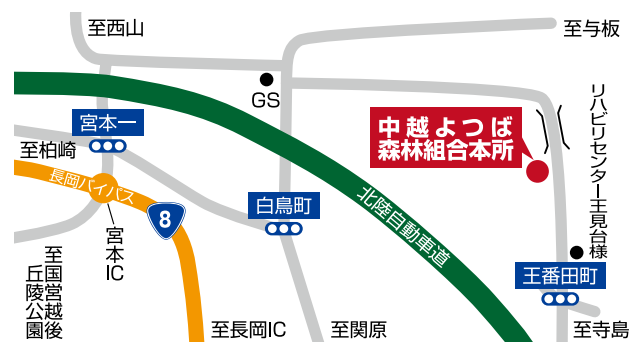 至西山
至与板
GS
リハビリセンター王見台様
宮本一
中越よつば
森林組合本所
至柏崎
長岡バイパス
白鳥町
北陸自動車道
8
宮本IC
至国営越後
丘陵公園
王番田町
至長岡IC
至関原
至寺島